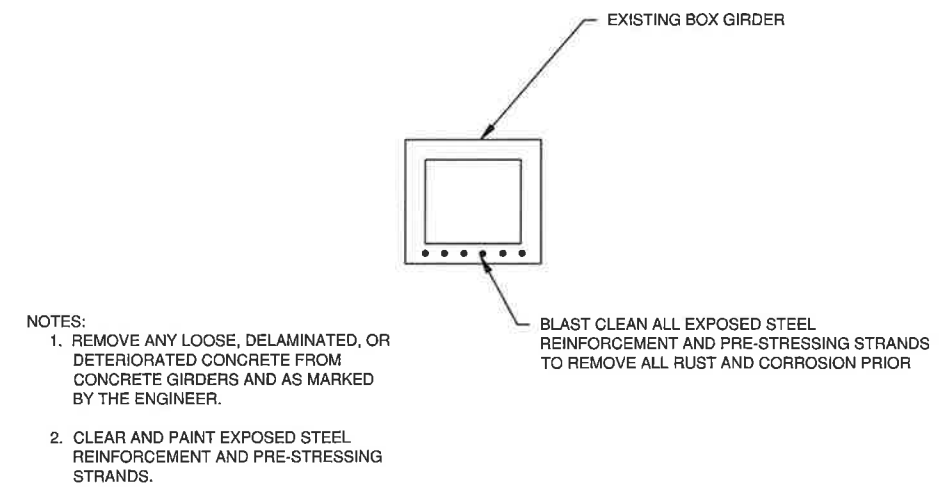 EXISTING BOX GIRDER
BLAST CLEAN ALL EXPOSED STEEL
REINFORCEMENT AND PRE-STRESSING STRANDS
TO REMOVE ALL RUST AND CORROSION PRIOR
NOTES:
1. REMOVE ANY LOOSE, DELAMINATED, OR
DETERIORATED CONCRETE FROM
CONCRETE GIRDERS AND AS MARKED
BY THE ENGINEER.
2. CLEAR AND PAINT EXPOSED STEEL
REINFORCEMENT AND PRE-STRESSING
STRANDS.